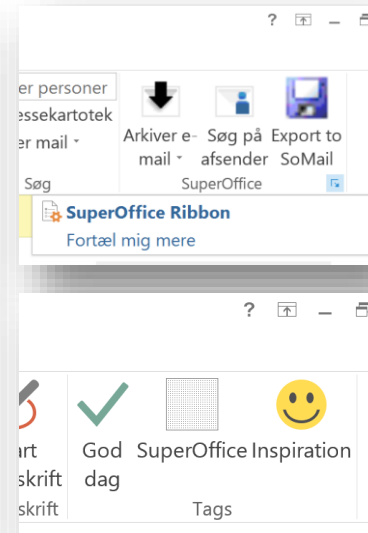 ?
er personer
essekartotek
er mail
Søg
Arkiver e-
mail
Søg på
afsender
Export to
SoMail
SuperOffice
SuperOffice Ribbon
Fortæl mig mere
?
art
skrift
skrift
God
dag
SuperOffice
Inspiration
Tags